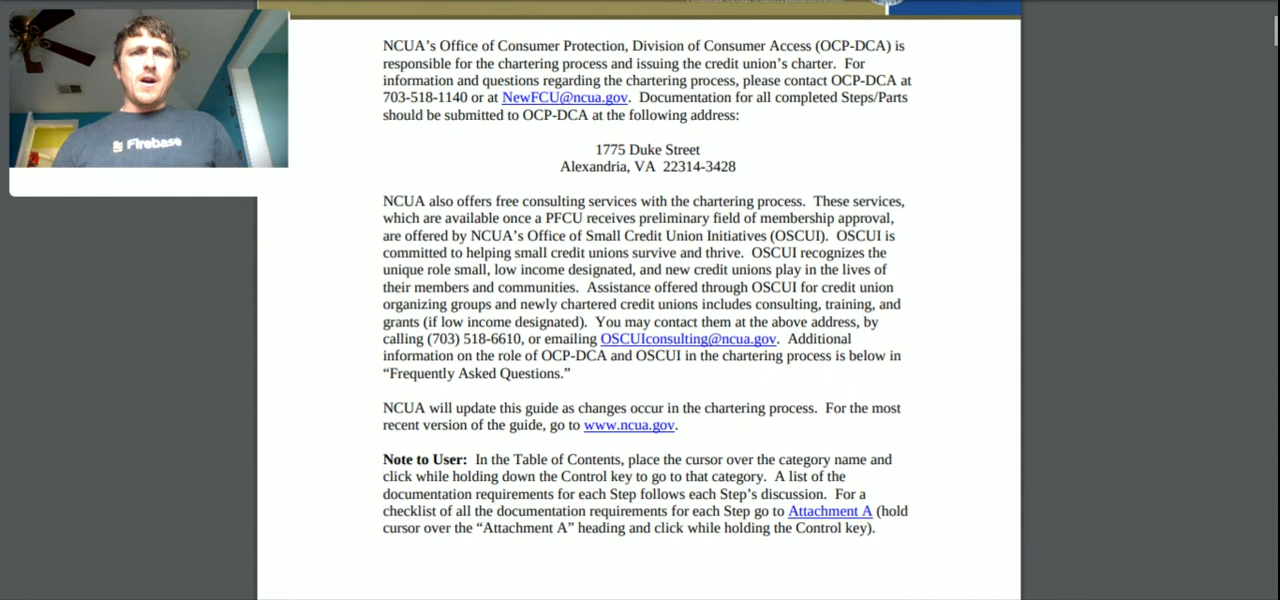 Firebase
NCUA’s Office of Consumer Protection, Division of Consumer Access (OCP-DCA) is
responsible for the chartering process and issuing the credit union’s charter.  For
information and questions regarding the chartering process, please contact OCP-DCA at
703-518-1140 or at NewFCU@ncua.gov.  Documentation for all completed Steps/Parts
should be submitted to OCP-DCA at the following address:
1775 Duke Street
Alexandria, VA  22314-3428
NCUA also offers free consulting services with the chartering process.  These services,
which are available once a PFCU receives preliminary field of membership approval,
are offered by NCUA’s Office of Small Credit Union Initiatives (OSCUI).  OSCUI is
committed to helping small credit unions survive and thrive.  OSCUI recognizes the
unique role small, low income designated, and new credit unions play in the lives of
their members and communities.  Assistance offered through OSCUI for credit union
organizing groups and newly chartered credit unions includes consulting, training, and
grants (if low income designated).  You may contact them at the above address, by
calling (703) 518-6610, or emailing OSCUIconsulting@ncua.gov.  Additional
information on the role of OCP-DCA and OSCUI in the chartering process is below in
“Frequently Asked Questions.”
NCUA will update this guide as changes occur in the chartering process.  For the most
recent version of the guide, go to www.ncua.gov.
Note to User:  In the Table of Contents, place the cursor over the category name and
click while holding down the Control key to go to that category.  A list of the
documentation requirements for each Step follows each Step’s discussion.  For a
checklist of all the documentation requirements for each Step go to Attachment A (hold
cursor over the “Attachment A” heading and click while holding the Control key).